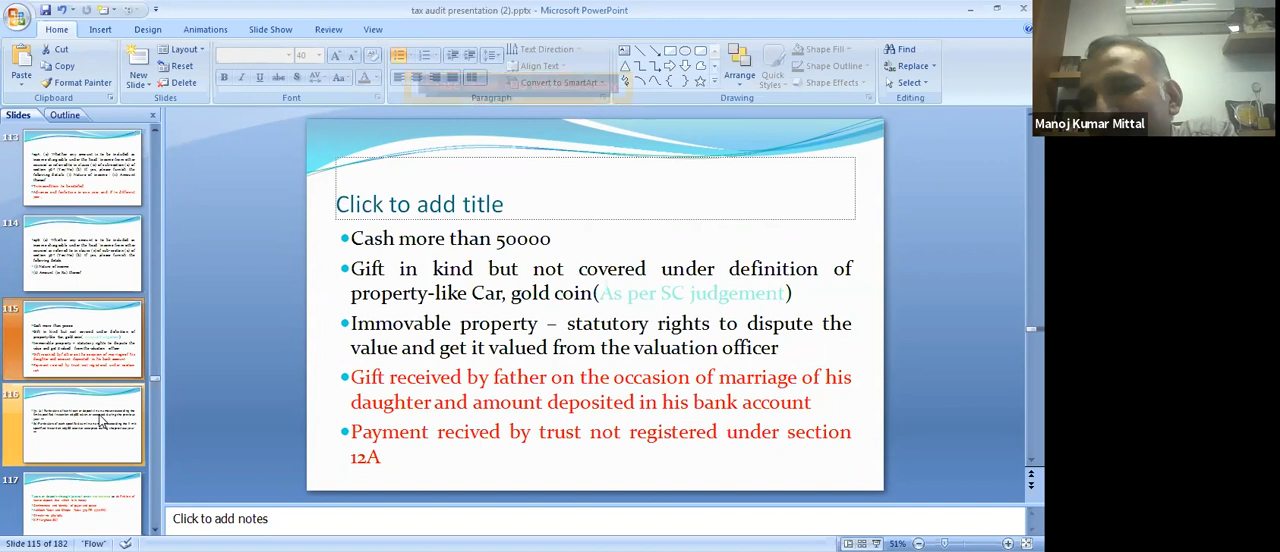 tax audit presentation (2).pptx - Microsoft PowerPoint
Home Insert Design Animations Slide Show Review View
Cut
Copy
Format Painter
Paste
Clipboard
New Slide
Layout
Reset
Delete
Slides
40
Font
Text Direction
Align Text
Convert to SmartArt
Paragraph
Arrange
Quick Styles
Shape Fill
Shape Outline
Shape Effects
Drawing
Find
Replace
Select
Editing
Manoj Kumar Mittal
Slides Outline
113
114
115
116
117
Click to add title
Cash more than 50000
Gift in kind but not covered under definition of
property-like Car, gold coin(As per SC judgement)
Immovable property – statutory rights to dispute the
value and get it valued from the valuation officer
Gift received by father on the occasion of marriage of his
daughter and amount deposited in his bank account
Payment recived by trust not registered under section
12A
Click to add notes
Slide 115 of 182 "Flow" 51%